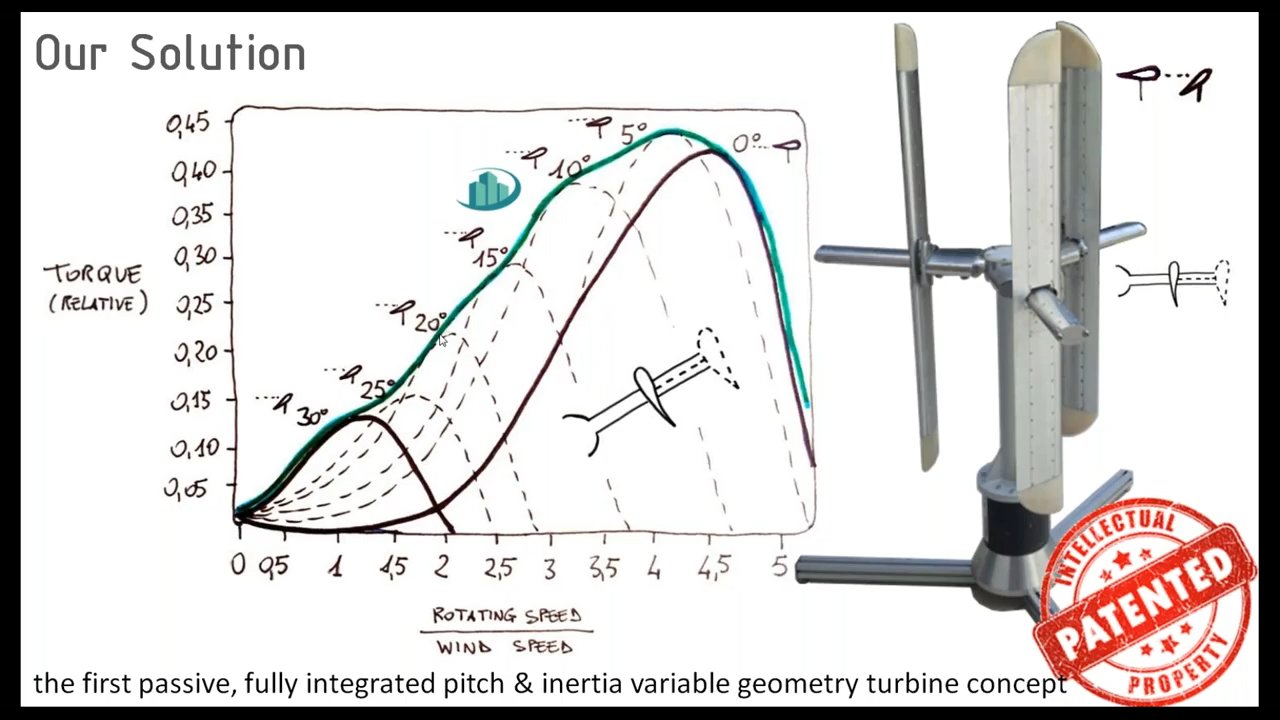 Our Solution
0,45
0,40
0,35
0,30
0,25
0,20
0,15
0,10
0,05
TORQUE
(RELATIVE)
5°
0°
10°
15°
20°
25°
30°
0 0,5 1 1,5 2 2,5 3 3,5 4 4,5 5
ROTATING SPEED
WIND SPEED
INTELLECTUAL
PATENTED
PROPERTY
the first passive, fully integrated pitch & inertia variable geometry turbine concept